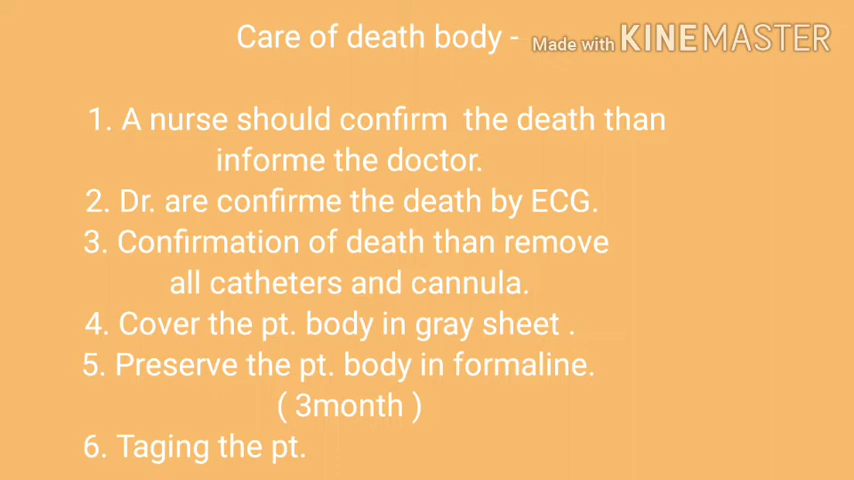 Care of death body -
Made with KINEMASTER
1. A nurse should confirm the death than
informe the doctor.
2. Dr. are confirme the death by ECG.
3. Confirmation of death than remove
all catheters and cannula.
4. Cover the pt. body in gray sheet .
5. Preserve the pt. body in formaline.
( 3month )
6. Taging the pt.